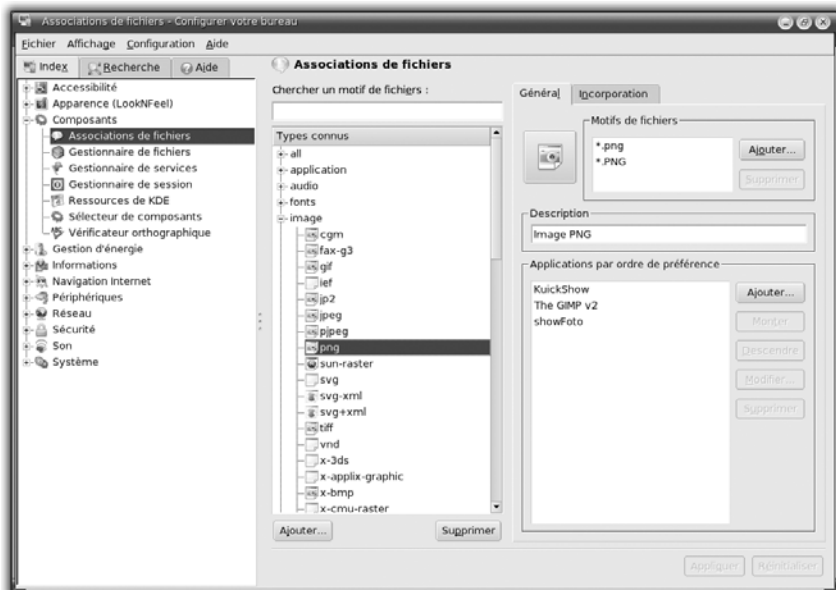 Associations de fichiers - Configurer votre bureau
Fichier Affichage Configuration Aide
Index Recherche Aide
Accessibilité
Apparence (LookNFeel)
Composants
Associations de fichiers
Gestionnaire de fichiers
Gestionnaire de services
Gestionnaire de session
Ressources de KDE
Sélecteur de composants
Vérificateur orthographique
Gestion d'énergie
Informations
Navigation Internet
Périphériques
Réseau
Sécurité
Son
Système
Associations de fichiers
Chercher un motif de fichiers :
Types connus
all
application
audio
fonts
image
cgm
fax-g3
gif
ief
jp2
jpeg
pjpeg
png
sun-raster
svg
svg-xml
svg+xml
tiff
vnd
x-3ds
x-applix-graphic
x-bmp
x-cmu-raster
Ajouter... Supprimer
Général Incorporation
Motifs de fichiers
*.png
*.PNG
Ajouter...
Supprimer
Description
Image PNG
Applications par ordre de préférence
KuickShow
The GIMP v2
showFoto
Ajouter...
Monter
Descendre
Modifier...
Supprimer
Appliquer Réinitialiser